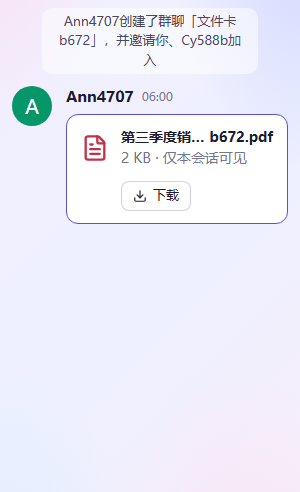 Ann4707创建了群聊「文件卡
b672」，并邀请你、Cy588b加
入
A
Ann4707 06:00
第三季度销... b672.pdf
2 KB · 仅本会话可见
下载